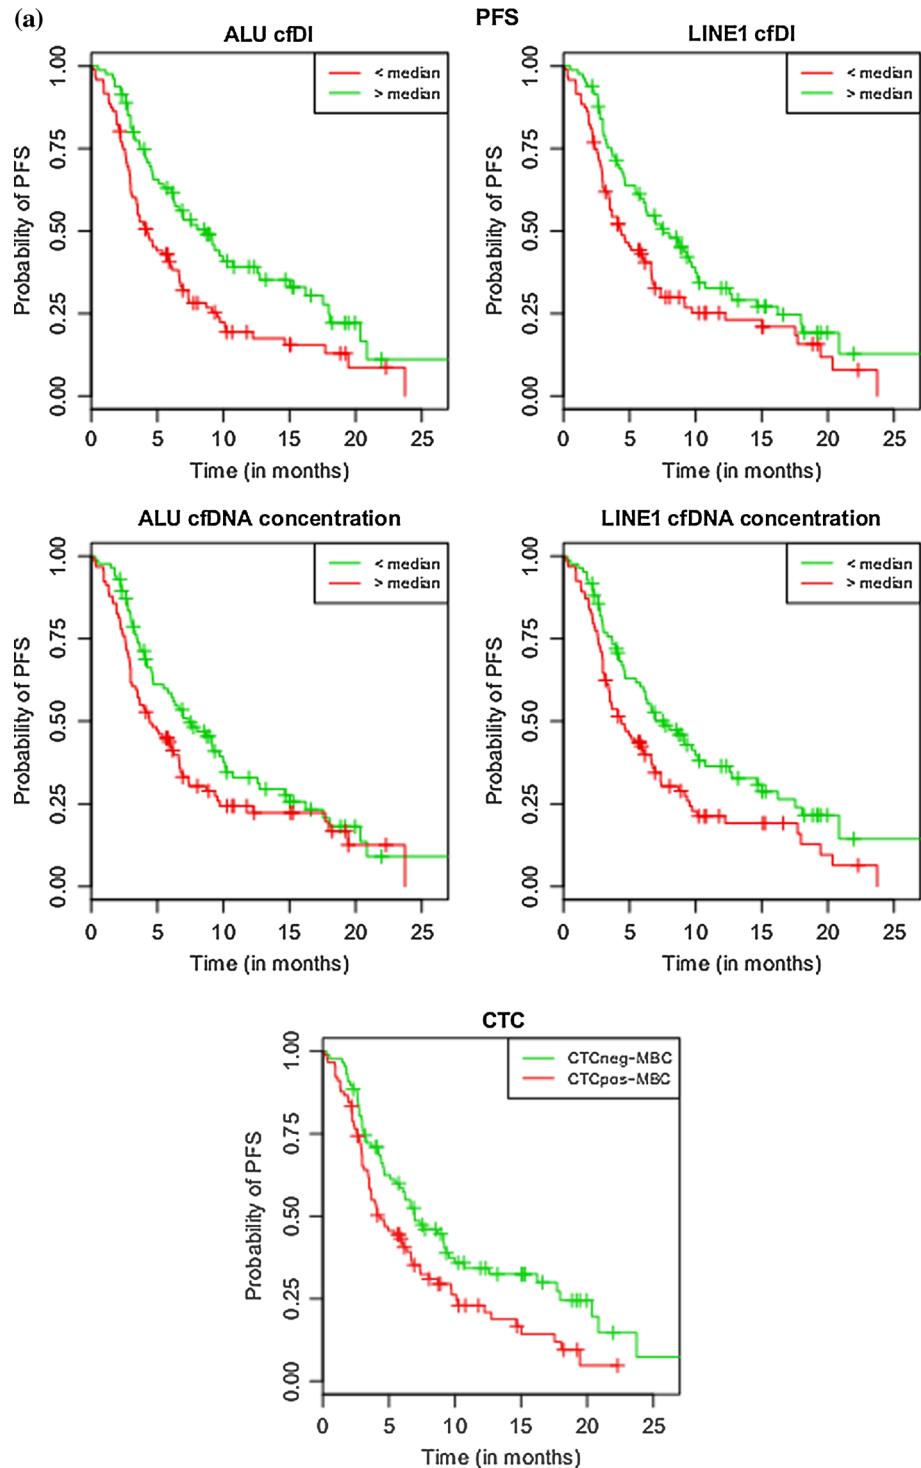 (a)
PFS
ALU cfDI
1.00
0.75
0.50
0.25
0.00
Probability of PFS
< median
> median
0 5 10 15 20 25
Time (in months)
LINE1 cfDI
1.00
0.75
0.50
0.25
0.00
Probability of PFS
< median
> median
0 5 10 15 20 25
Time (in months)
ALU cfDNA concentration
1.00
0.75
0.50
0.25
0.00
Probability of PFS
< median
> median
0 5 10 15 20 25
Time (in months)
LINE1 cfDNA concentration
1.00
0.75
0.50
0.25
0.00
Probability of PFS
< median
> median
0 5 10 15 20 25
Time (in months)
CTC
1.00
0.75
0.50
0.25
0.00
Probability of PFS
CTCneg-MBC
CTCpos-MBC
0 5 10 15 20 25
Time (in months)